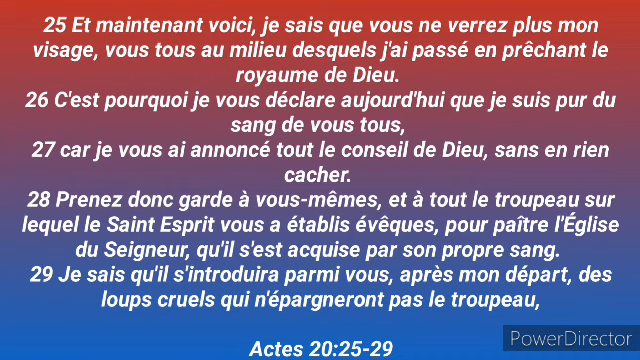 25 Et maintenant voici, je sais que vous ne verrez plus mon
visage, vous tous au milieu desquels j'ai passé en prêchant le
royaume de Dieu.
26 C'est pourquoi je vous déclare aujourd'hui que je suis pur du
sang de vous tous,
27 car je vous ai annoncé tout le conseil de Dieu, sans en rien
cacher.
28 Prenez donc garde à vous-mêmes, et à tout le troupeau sur
lequel le Saint Esprit vous a établis évêques, pour paître l'Église
du Seigneur, qu'il s'est acquise par son propre sang.
29 Je sais qu'il s'introduira parmi vous, après mon départ, des
loups cruels qui n'épargneront pas le troupeau,
PowerDirector
Actes 20:25-29